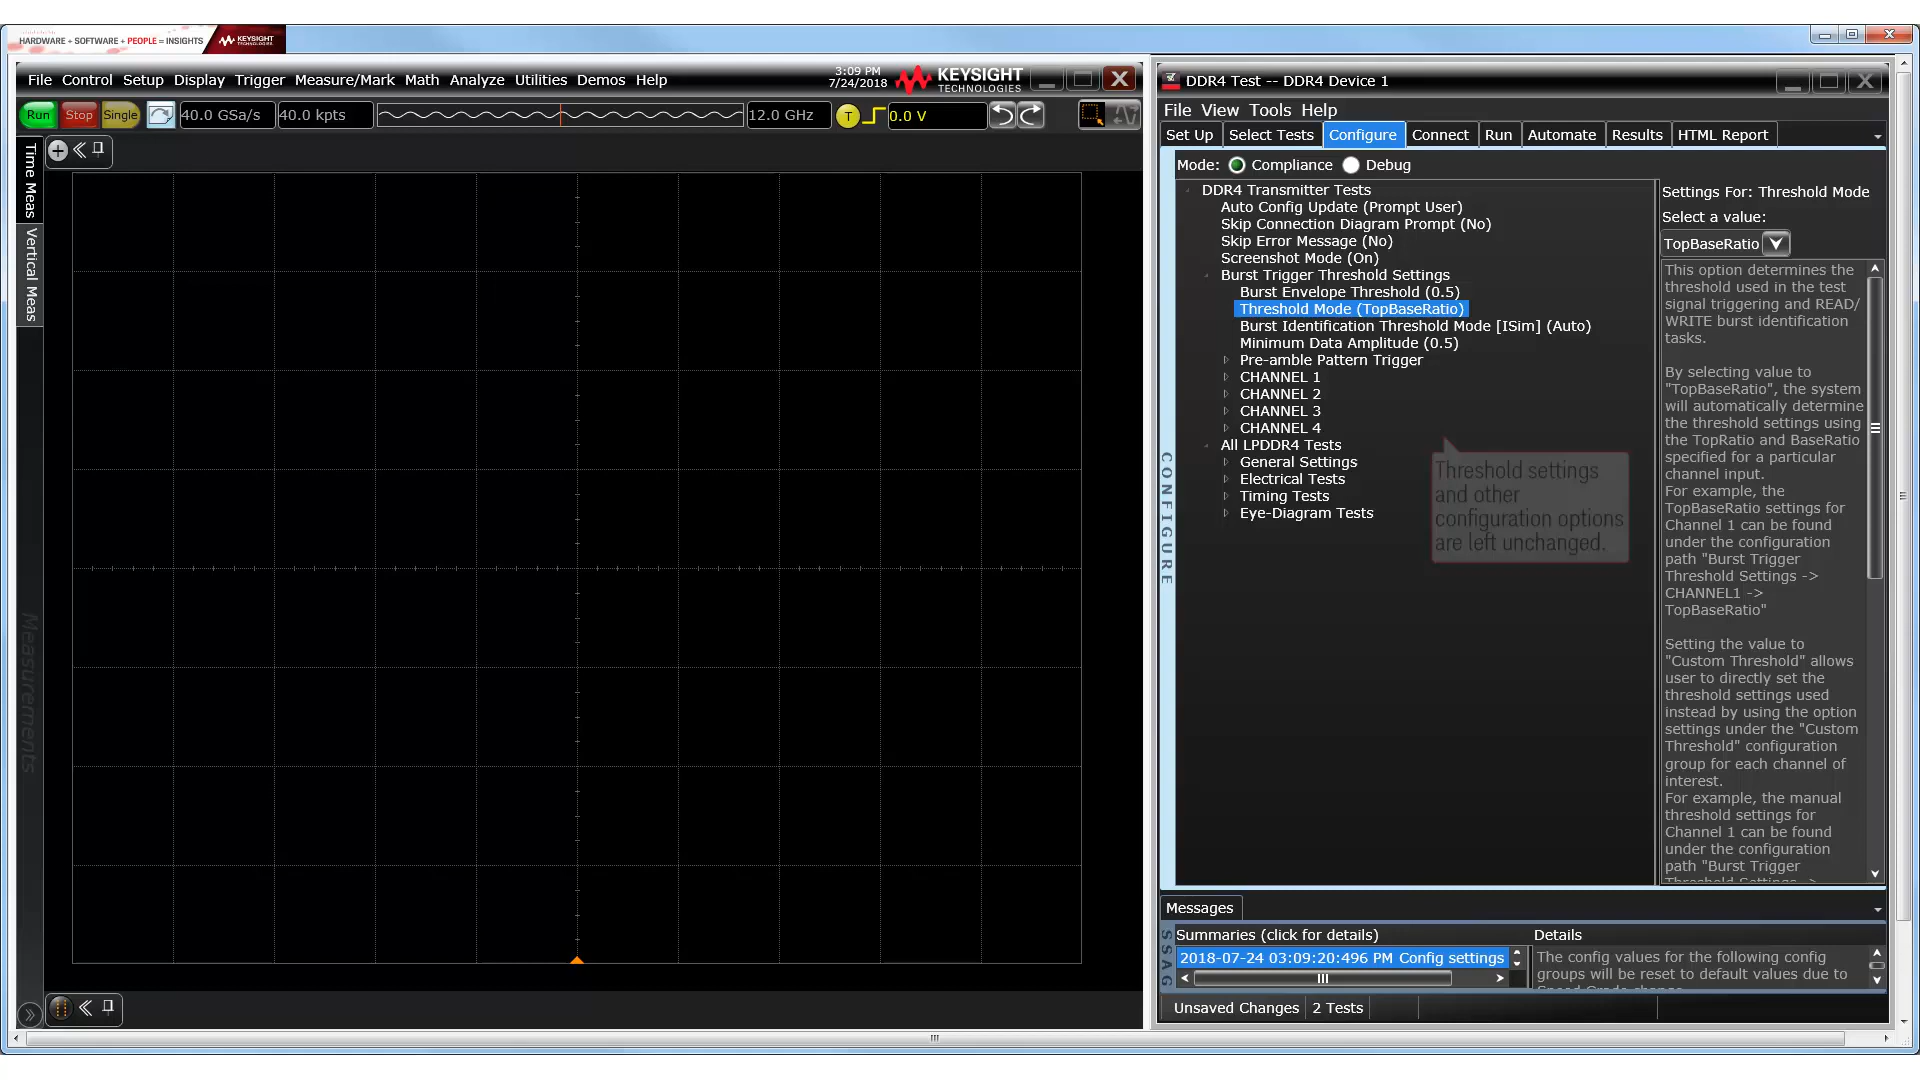 HARDWARE + SOFTWARE + PEOPLE = INSIGHTS
KEYSIGHT
TECHNOLOGIES
File Control Setup Display Trigger Measure/Mark Math Analyze Utilities Demos Help
3:09 PM
7/24/2018
KEYSIGHT
TECHNOLOGIES
Run Stop Single 40.0 GSa/s 40.0 kpts 12.0 GHz T 0.0 V
Time Meas
Vertical Meas
Measurements
DDR4 Test -- DDR4 Device 1
File View Tools Help
Set Up Select Tests Configure Connect Run Automate Results HTML Report
Mode: Compliance Debug
CONFIGURE
DDR4 Transmitter Tests
Auto Config Update (Prompt User)
Skip Connection Diagram Prompt (No)
Skip Error Message (No)
Screenshot Mode (On)
Burst Trigger Threshold Settings
Burst Envelope Threshold (0.5)
Threshold Mode (TopBaseRatio)
Burst Identification Threshold Mode [ISim] (Auto)
Minimum Data Amplitude (0.5)
Pre-amble Pattern Trigger
CHANNEL 1
CHANNEL 2
CHANNEL 3
CHANNEL 4
All LPDDR4 Tests
General Settings
Electrical Tests
Timing Tests
Eye-Diagram Tests
Threshold settings
and other
configuration options
are left unchanged.
Settings For: Threshold Mode
Select a value:
TopBaseRatio
This option determines the
threshold used in the test
signal triggering and READ/
WRITE burst identification
tasks.
By selecting value to
"TopBaseRatio", the system
will automatically determine
the threshold settings using
the TopRatio and BaseRatio
specified for a particular
channel input.
For example, the
TopBaseRatio settings for
Channel 1 can be found
under the configuration
path "Burst Trigger
Threshold Settings ->
CHANNEL1 ->
TopBaseRatio"
Setting the value to
"Custom Threshold" allows
user to directly set the
threshold settings used
instead by using the option
settings under the "Custom
Threshold" configuration
group for each channel of
interest.
For example, the manual
threshold settings for
Channel 1 can be found
under the configuration
path "Burst Trigger
Threshold Settings ->
Messages
SSAG
Summaries (click for details)
2018-07-24 03:09:20:496 PM Config settings
Details
The config values for the following config
groups will be reset to default values due to
Speed Grade change
Unsaved Changes 2 Tests